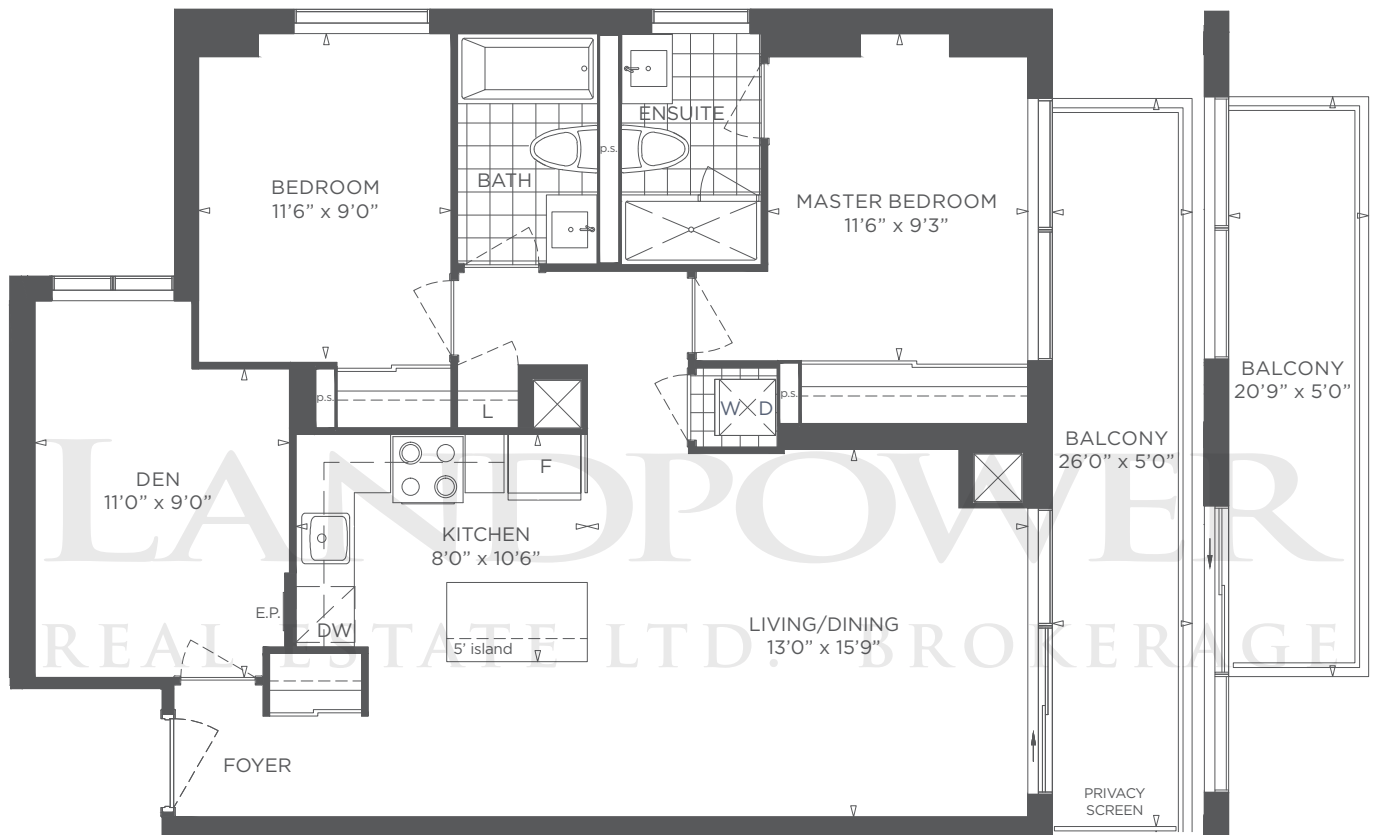 ENSUITE
p.s.
BATH
BEDROOM
11’6” x 9’0”
MASTER BEDROOM
11’6” x 9’3”
BALCONY
20’9” x 5’0”
p.s.
L
W D
p.s.
BALCONY
26’0” x 5’0”
F
DEN
11’0” x 9’0”
LANDPOWER
KITCHEN
8’0” x 10’6”
E.P.
DW
5’ island
LIVING/DINING
13’0” x 15’9”
REAL ESTATE LTD. BROKERAGE
FOYER
PRIVACY
SCREEN